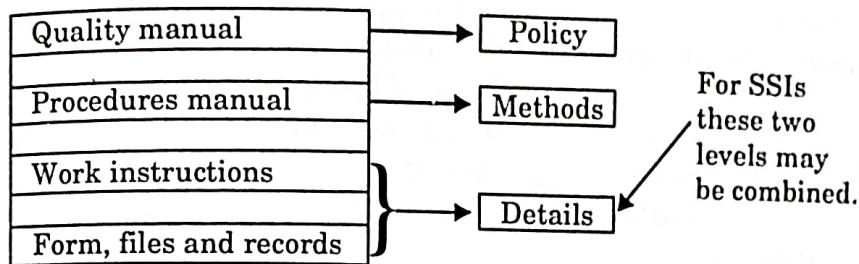 Quality manual
Policy
Procedures manual
Methods
Work instructions
Details
Form, files and records
For SSIs
these two
levels may
be combined.